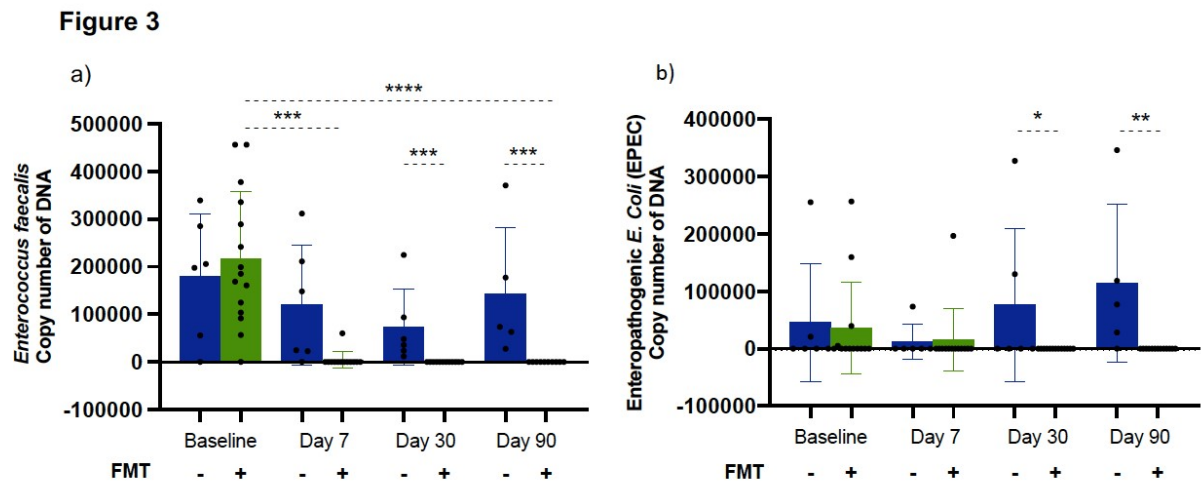 Figure 3
a)
Enterococcus faecalis
Copy number of DNA
500000
400000
300000
200000
100000
0
-100000
****
***
***
***
Baseline Day 7 Day 30 Day 90
FMT - + - + - + - +
b)
Enteropathogenic E. Coli (EPEC)
Copy number of DNA
400000
300000
200000
100000
0
-100000
*
**
Baseline Day 7 Day 30 Day 90
FMT - + - + - + - +